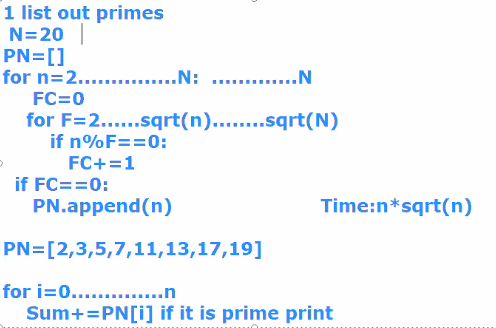 1 list out primes
N=20
PN=[]
for n=2...............N: .............N
FC=0
for F=2......sqrt(n)........sqrt(N)
if n%F==0:
FC+=1
if FC==0:
PN.append(n) Time:n*sqrt(n)
PN=[2,3,5,7,11,13,17,19]
for i=0..............n
Sum+=PN[i] if it is prime print